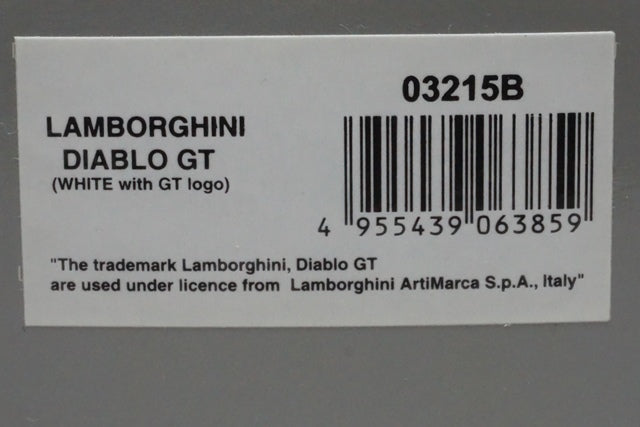 03215B
LAMBORGHINI
DIABLO GT
(WHITE with GT logo)
4 955439 063859
"The trademark Lamborghini, Diablo GT
are used under licence from Lamborghini ArtiMarca S.p.A., Italy"